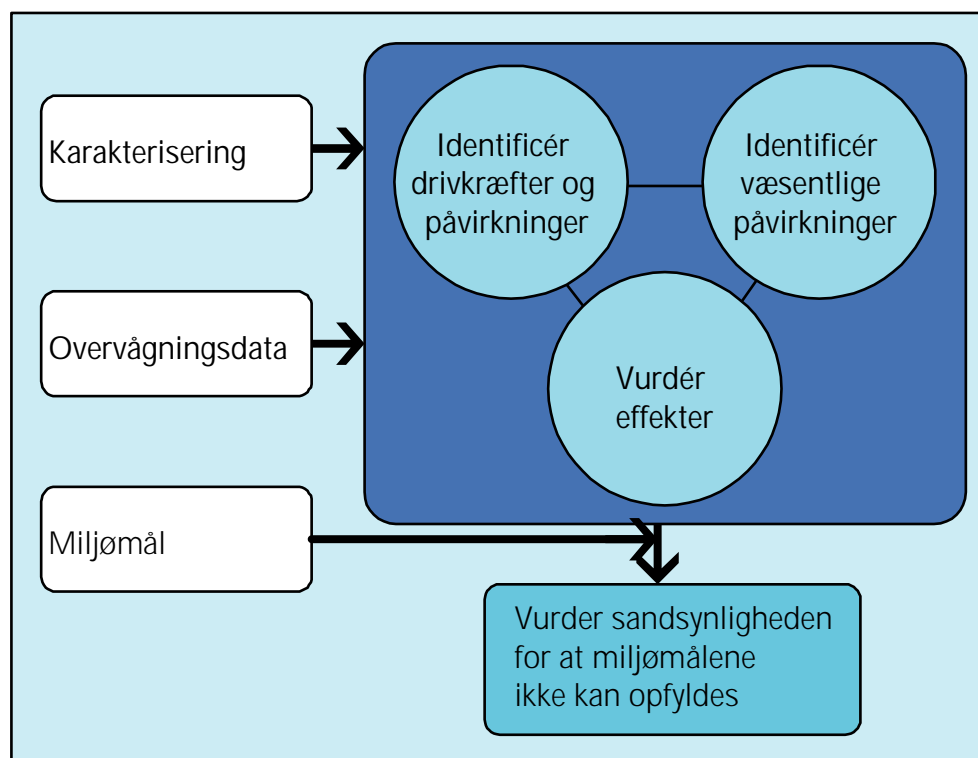 Karakterisering
Overvågningsdata
Miljømål
Identificér
drivkræfter og
påvirkninger
Identificér
væsentlige
påvirkninger
Vurdér
effekter
Vurder sandsynligheden
for at miljømålene
ikke kan opfyldes